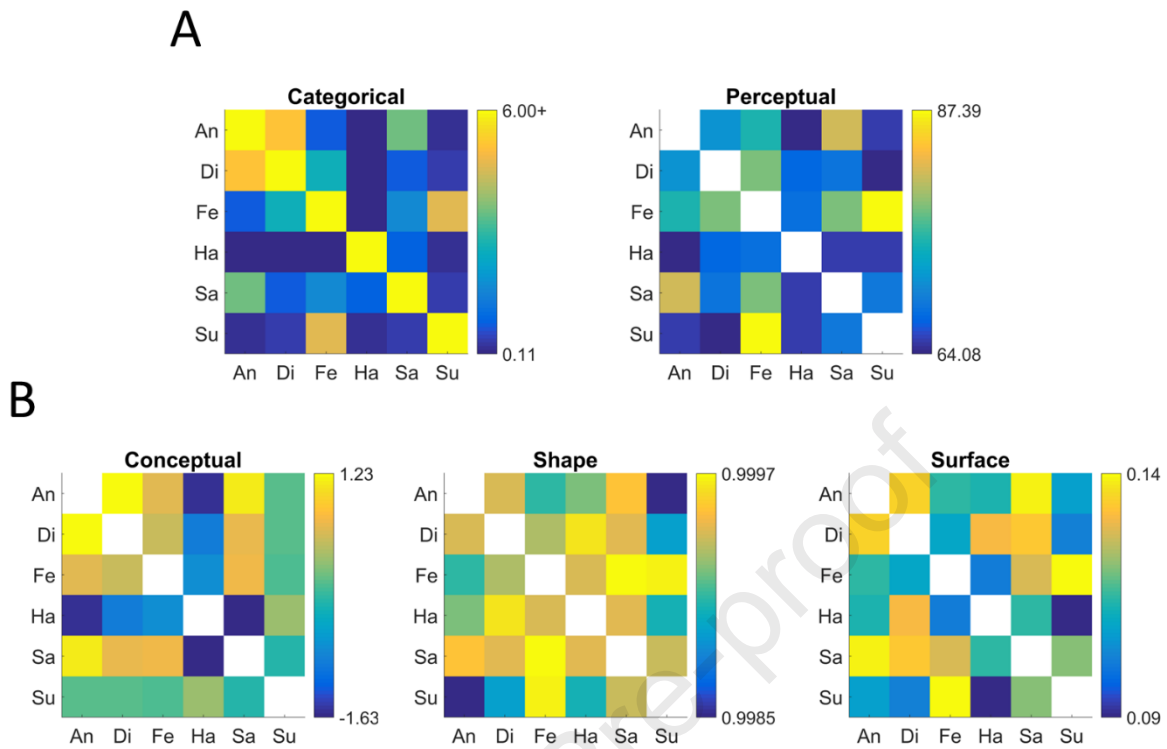 A
Categorical
Perceptual
An
Di
Fe
Ha
Sa
Su
6.00+
0.11
An Di Fe Ha Sa Su
An
Di
Fe
Ha
Sa
Su
87.39
64.08
An Di Fe Ha Sa Su
B
Conceptual
Shape
Surface
An
Di
Fe
Ha
Sa
Su
1.23
-1.63
An Di Fe Ha Sa Su
An
Di
Fe
Ha
Sa
Su
0.9997
0.9985
An Di Fe Ha Sa Su
An
Di
Fe
Ha
Sa
Su
0.14
0.09
An Di Fe Ha Sa Su
re-proof